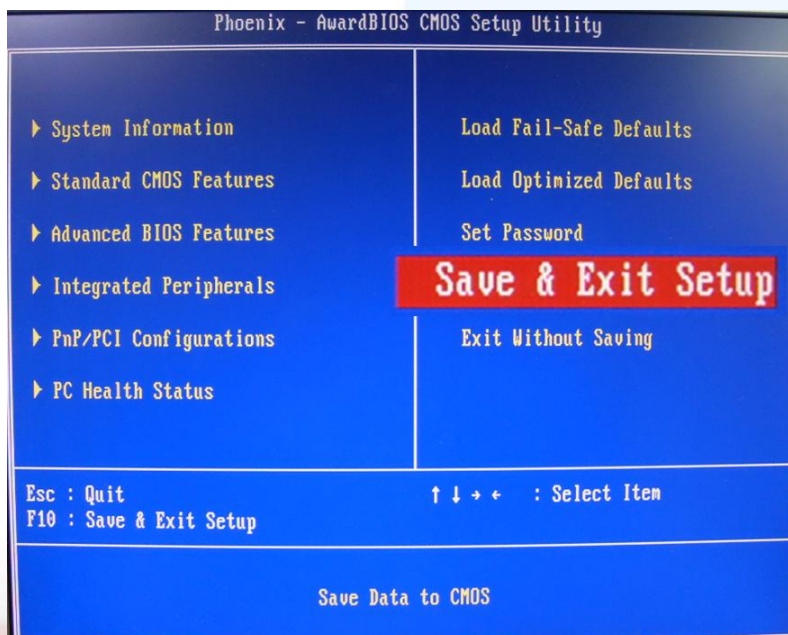 Phoenix - AwardBIOS CMOS Setup Utility
System Information
Standard CMOS Features
Advanced BIOS Features
Integrated Peripherals
PnP/PCI Configurations
PC Health Status
Load Fail-Safe Defaults
Load Optimized Defaults
Set Password
Save & Exit Setup
Exit Without Saving
Esc : Quit
F10 : Save & Exit Setup
↑ ↓ → ← : Select Item
Save Data to CMOS